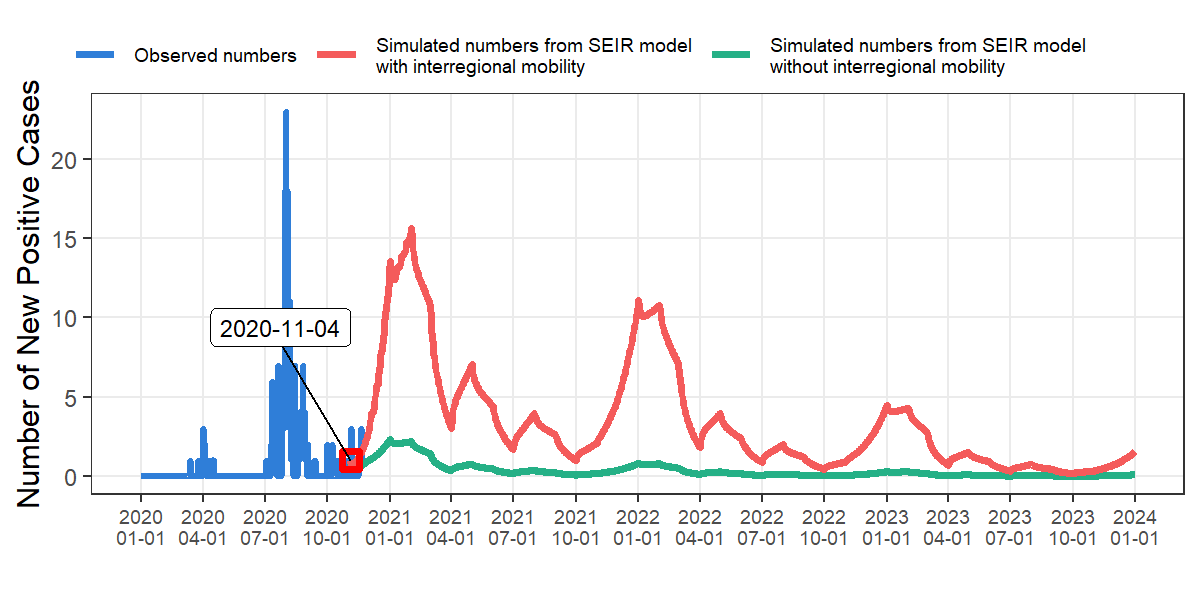 Observed numbers
Simulated numbers from SEIR model
with interregional mobility
Simulated numbers from SEIR model
without interregional mobility
Number of New Positive Cases
20
15
10
5
0
2020-11-04
2020 2020 2020 2020 2021 2021 2021 2021 2022 2022 2022 2022 2023 2023 2023 2023 2024
01-01 04-01 07-01 10-01 01-01 04-01 07-01 10-01 01-01 04-01 07-01 10-01 01-01 04-01 07-01 10-01 01-01